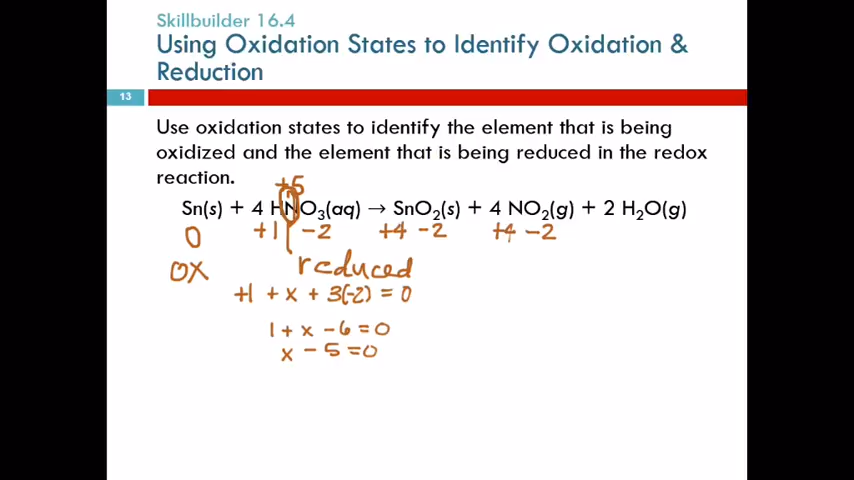 Skillbuilder 16.4
Using Oxidation States to Identify Oxidation &
Reduction
13
Use oxidation states to identify the element that is being
oxidized and the element that is being reduced in the redox
reaction.
+5
Sn(s) + 4 HNO₃(aq) → SnO₂(s) + 4 NO₂(g) + 2 H₂O(g)
0 +1 -2 +4 -2 +4 -2
OX reduced
+1 + x + 3(-2) = 0
1 + x - 6 = 0
x - 5 = 0